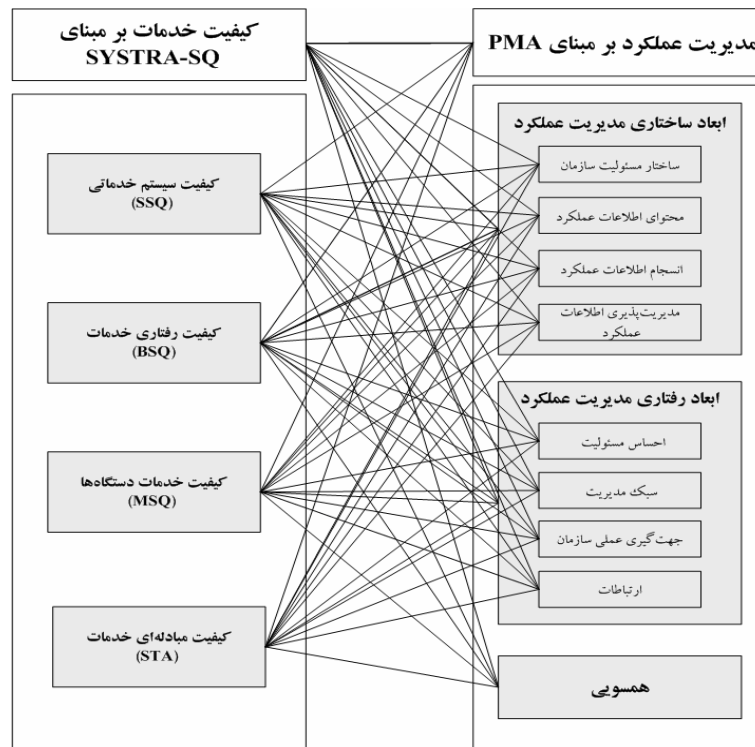 مدیریت عملکرد بر مبنای PMA
ابعاد ساختاری مدیریت عملکرد
ساختار مسئولیت سازمان
محتوای اطلاعات عملکرد
انسجام اطلاعات عملکرد
مدیریت‌پذیری اطلاعات
عملکرد
ابعاد رفتاری مدیریت عملکرد
احساس مسئولیت
سبک مدیریت
جهت‌گیری عملی سازمان
ارتباطات
همسویی
کیفیت خدمات بر مبنای
SYSTRA-SQ
کیفیت سیستم خدماتی
(SSQ)
کیفیت رفتاری خدمات
(BSQ)
کیفیت خدمات دستگاه‌ها
(MSQ)
کیفیت مبادله‌ای خدمات
(STA)